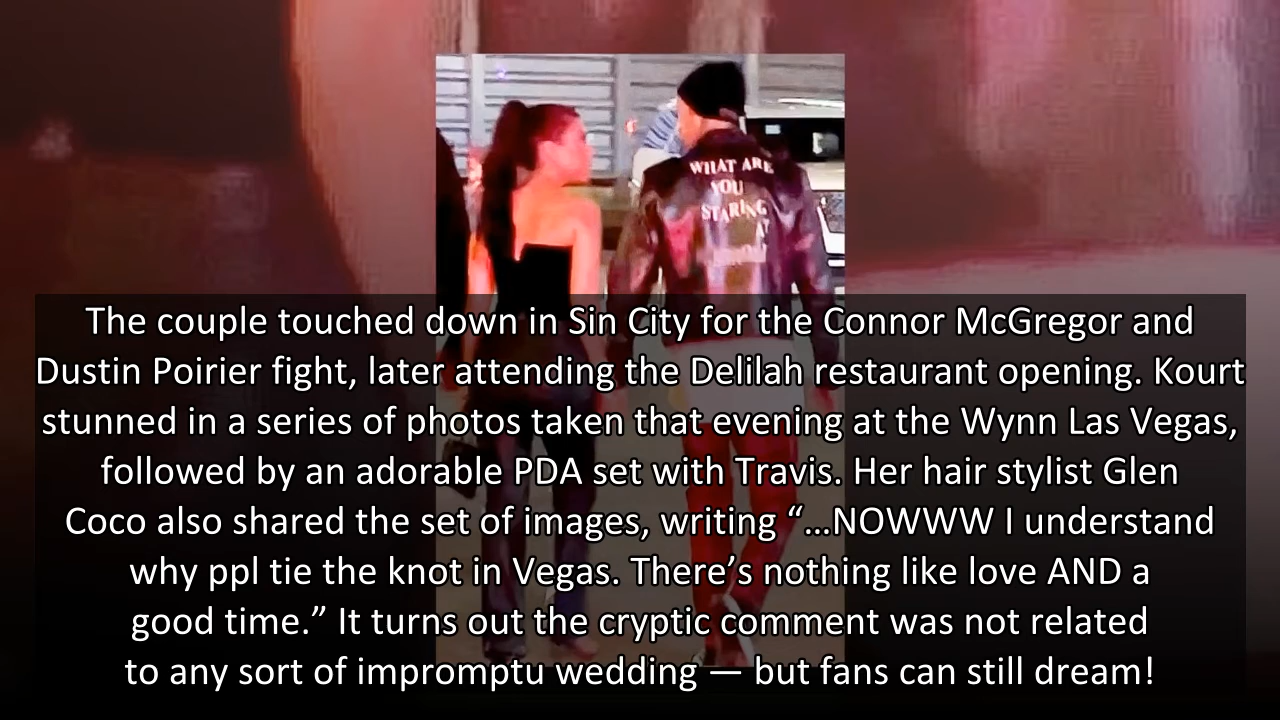 WHAT ARE
YOU
STARING
AT
The couple touched down in Sin City for the Connor McGregor and
Dustin Poirier fight, later attending the Delilah restaurant opening. Kourt
stunned in a series of photos taken that evening at the Wynn Las Vegas,
followed by an adorable PDA set with Travis. Her hair stylist Glen
Coco also shared the set of images, writing “…NOWWW I understand
why ppl tie the knot in Vegas. There’s nothing like love AND a
good time.” It turns out the cryptic comment was not related
to any sort of impromptu wedding — but fans can still dream!